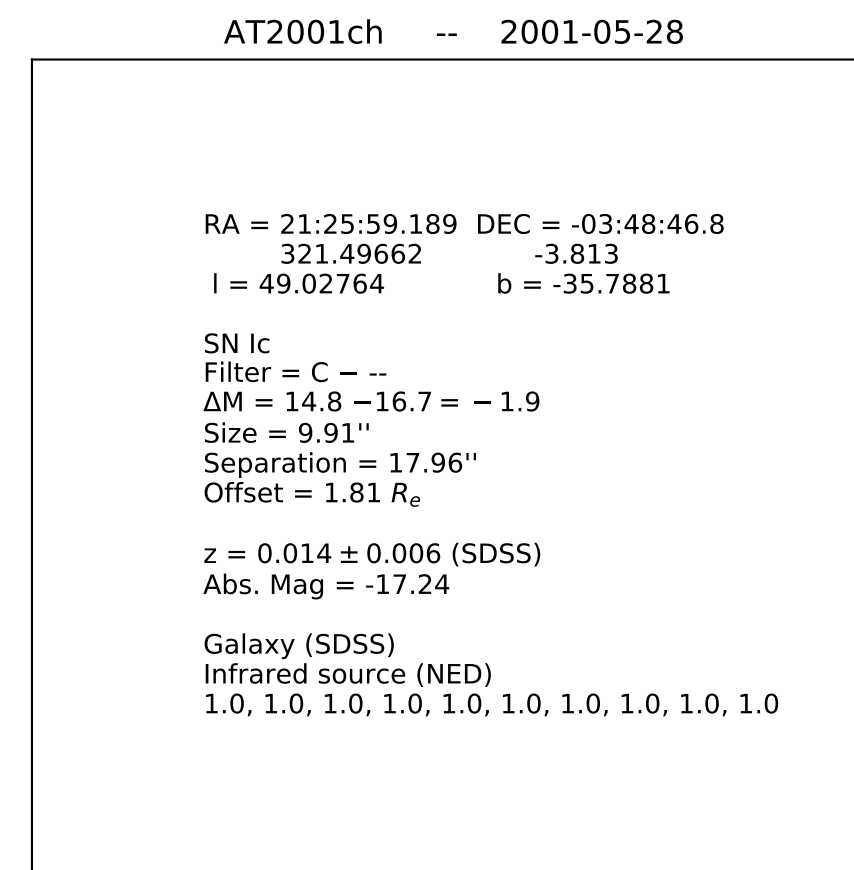 AT2001ch -- 2001-05-28
RA = 21:25:59.189 DEC = -03:48:46.8
321.49662 -3.813
l = 49.02764 b = -35.7881
SN Ic
Filter = C − --
ΔM = 14.8 −16.7 = − 1.9
Size = 9.91''
Separation = 17.96''
Offset = 1.81 Rₑ
z = 0.014 ± 0.006 (SDSS)
Abs. Mag = -17.24
Galaxy (SDSS)
Infrared source (NED)
1.0, 1.0, 1.0, 1.0, 1.0, 1.0, 1.0, 1.0, 1.0, 1.0